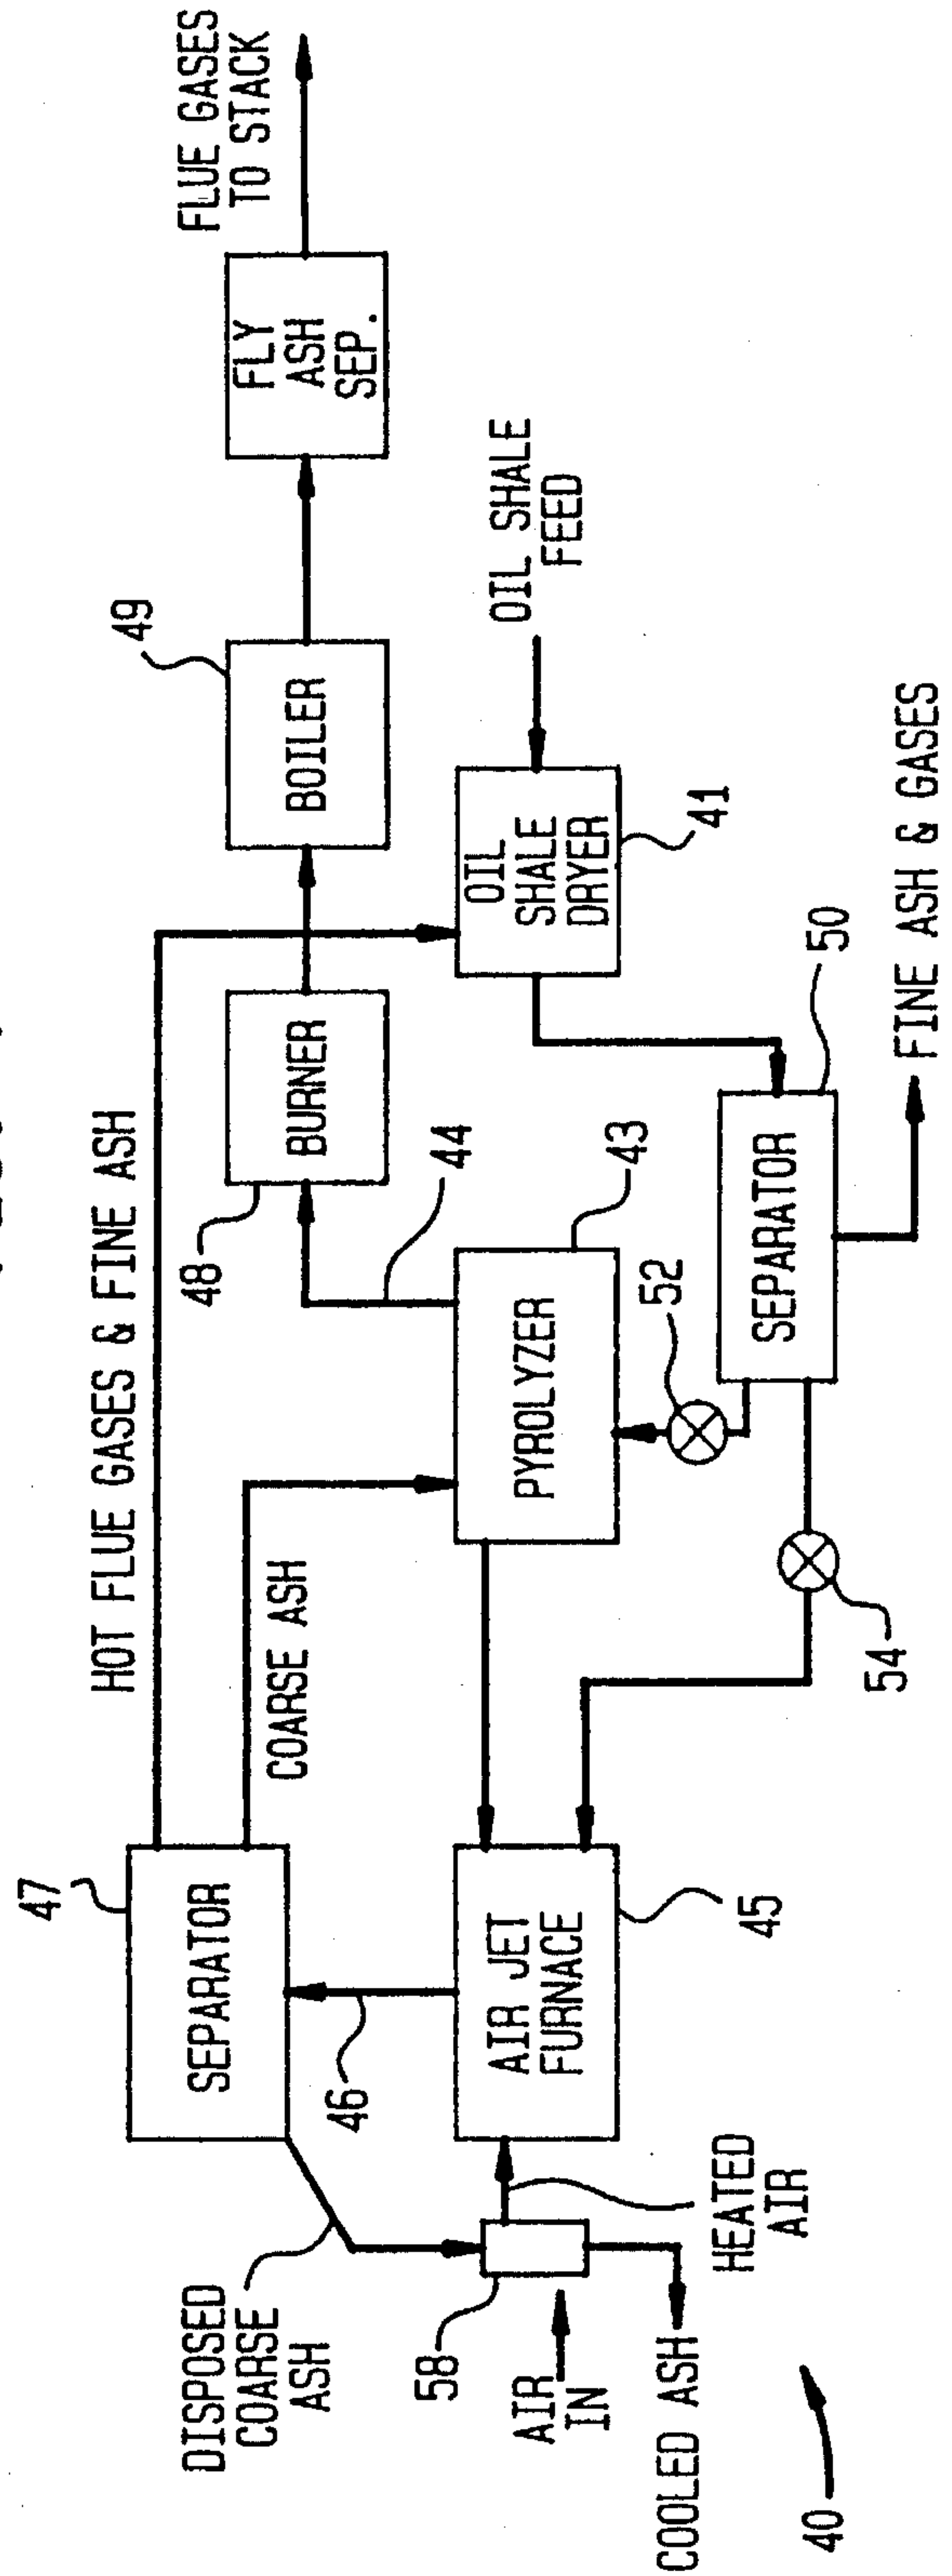 FLUE GASES
TO STACK
FLY
ASH
SEP.
49
BOILER
BURNER
48
44
HOT FLUE GASES & FINE ASH
COARSE ASH
47
SEPARATOR
46
DISPOSED
COARSE
ASH
58
AIR
IN
COOLED ASH
HEATED
AIR
AIR JET
FURNACE
45
PYROLYZER
43
52
54
SEPARATOR
50
FINE ASH & GASES
OIL
SHALE
DRYER
41
OIL SHALE
FEED
40